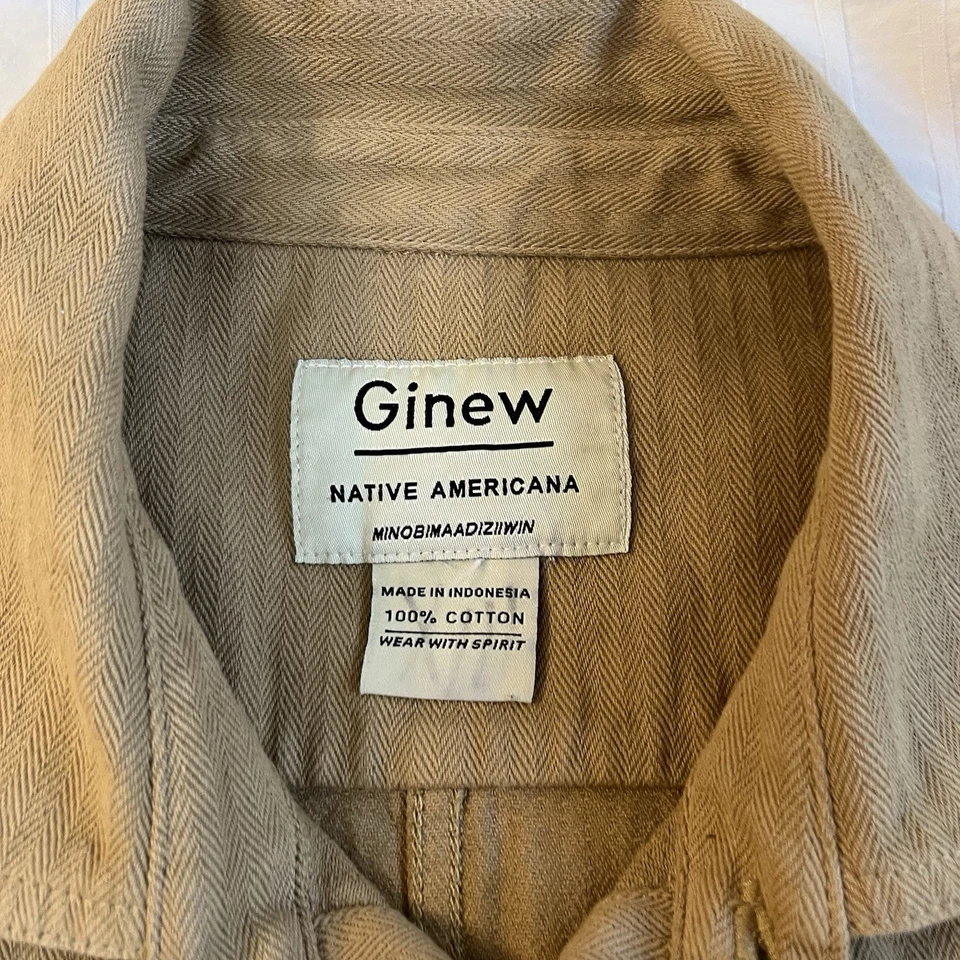 Ginew
NATIVE AMERICANA
MINOBIMAADIZIIWIN
MADE IN INDONESIA
100% COTTON
WEAR WITH SPIRIT